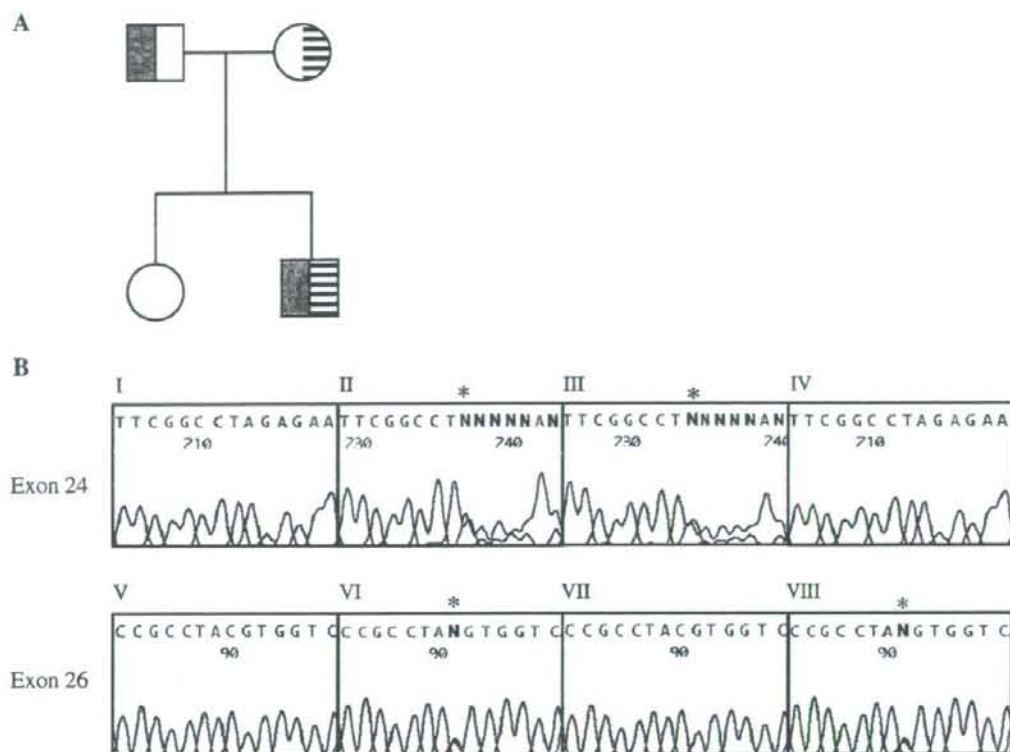 A
B
I II * III * IV
TTCGGCCTAGAGAA TTCGGCCTNNNNNAN TTCGGCCTNNNNNAN TTCGGCCTAGAGAA
210 230 240 230 240 210
Exon 24
V VI * VII VIII *
CCGCCTACGTGGTC CCGCCTANGTGGTC CCGCCTACGTGGTC CCGCCTANGTGGTC
90 90 90 90
Exon 26